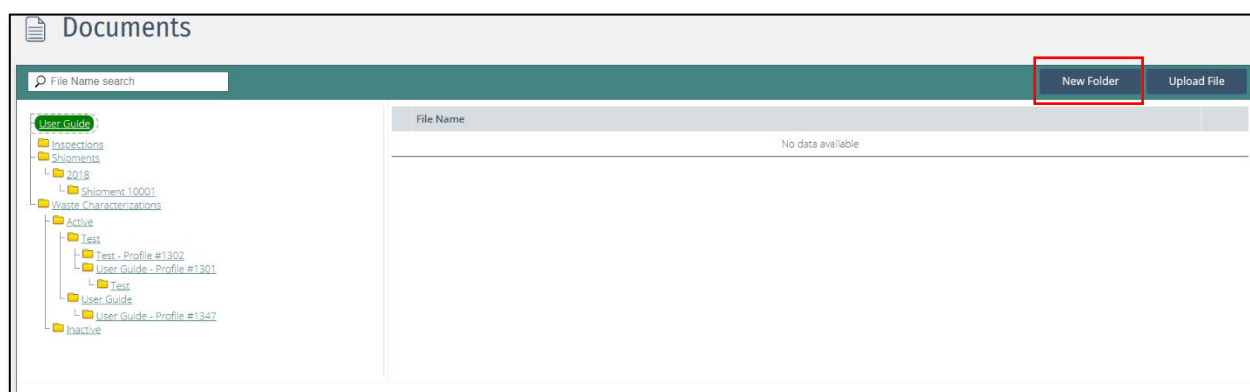 Documents
File Name search
New Folder
Upload File
User Guide
Inspections
Shipments
2018
Shipment 10001
Waste Characterizations
Active
Test
Test - Profile #1302
User Guide - Profile #1301
Test
User Guide
User Guide - Profile #1347
Inactive
File Name
No data available